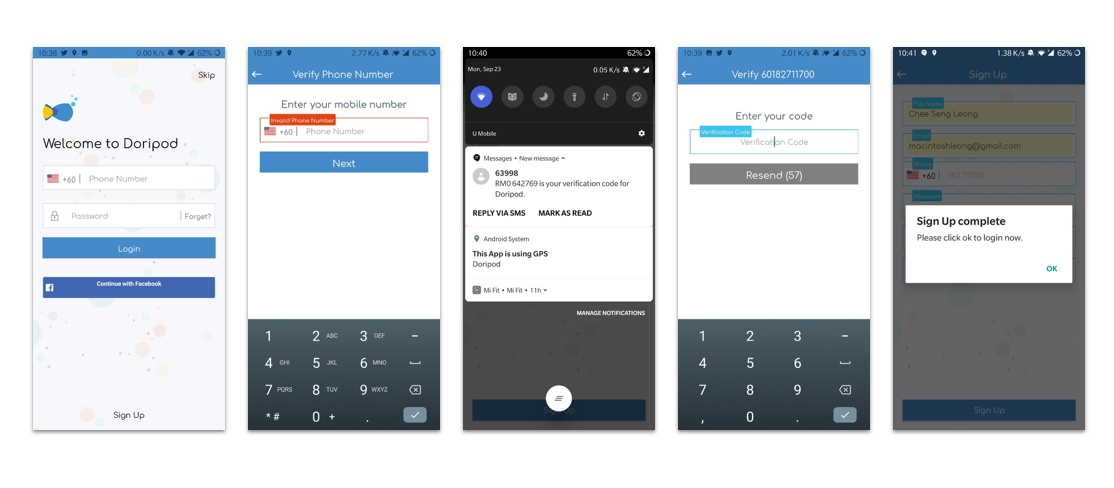 10:38
0.00 K/s
62%
Skip
Welcome to Doripod
+60 | Phone Number
Password
Forget?
Login
Continue with Facebook
Sign Up
10:39
2.77 K/s
62%
Verify Phone Number
Enter your mobile number
Invalid Phone Number
+60 | Phone Number
Next
1 2 ABC 3 DEF −
4 GHI 5 JKL 6 MNO
7 PQRS 8 TUV 9 WXYZ
* # 0 + .
10:40
62%
Mon, Sep 23
0.05 K/s
U Mobile
Messages • New message
63998
RM0 642769 is your verification code for
Doripod.
REPLY VIA SMS MARK AS READ
Android System
This App is using GPS
Doripod
Mi Fit • Mi Fit • 11h
MANAGE NOTIFICATIONS
10:39
2.01 K/s
62%
Verify 60182711700
Enter your code
Verification Code
Verification Code
Resend (57)
1 2 3 −
4 5 6
7 8 9
, 0 .
10:41
1.38 K/s
62%
Sign Up
Full Name
Chee Seng Leong
Email
macintoshleong@gmail.com
Phone
+60 | 182711700
Sign Up complete
Please click ok to login now.
OK
Sign Up